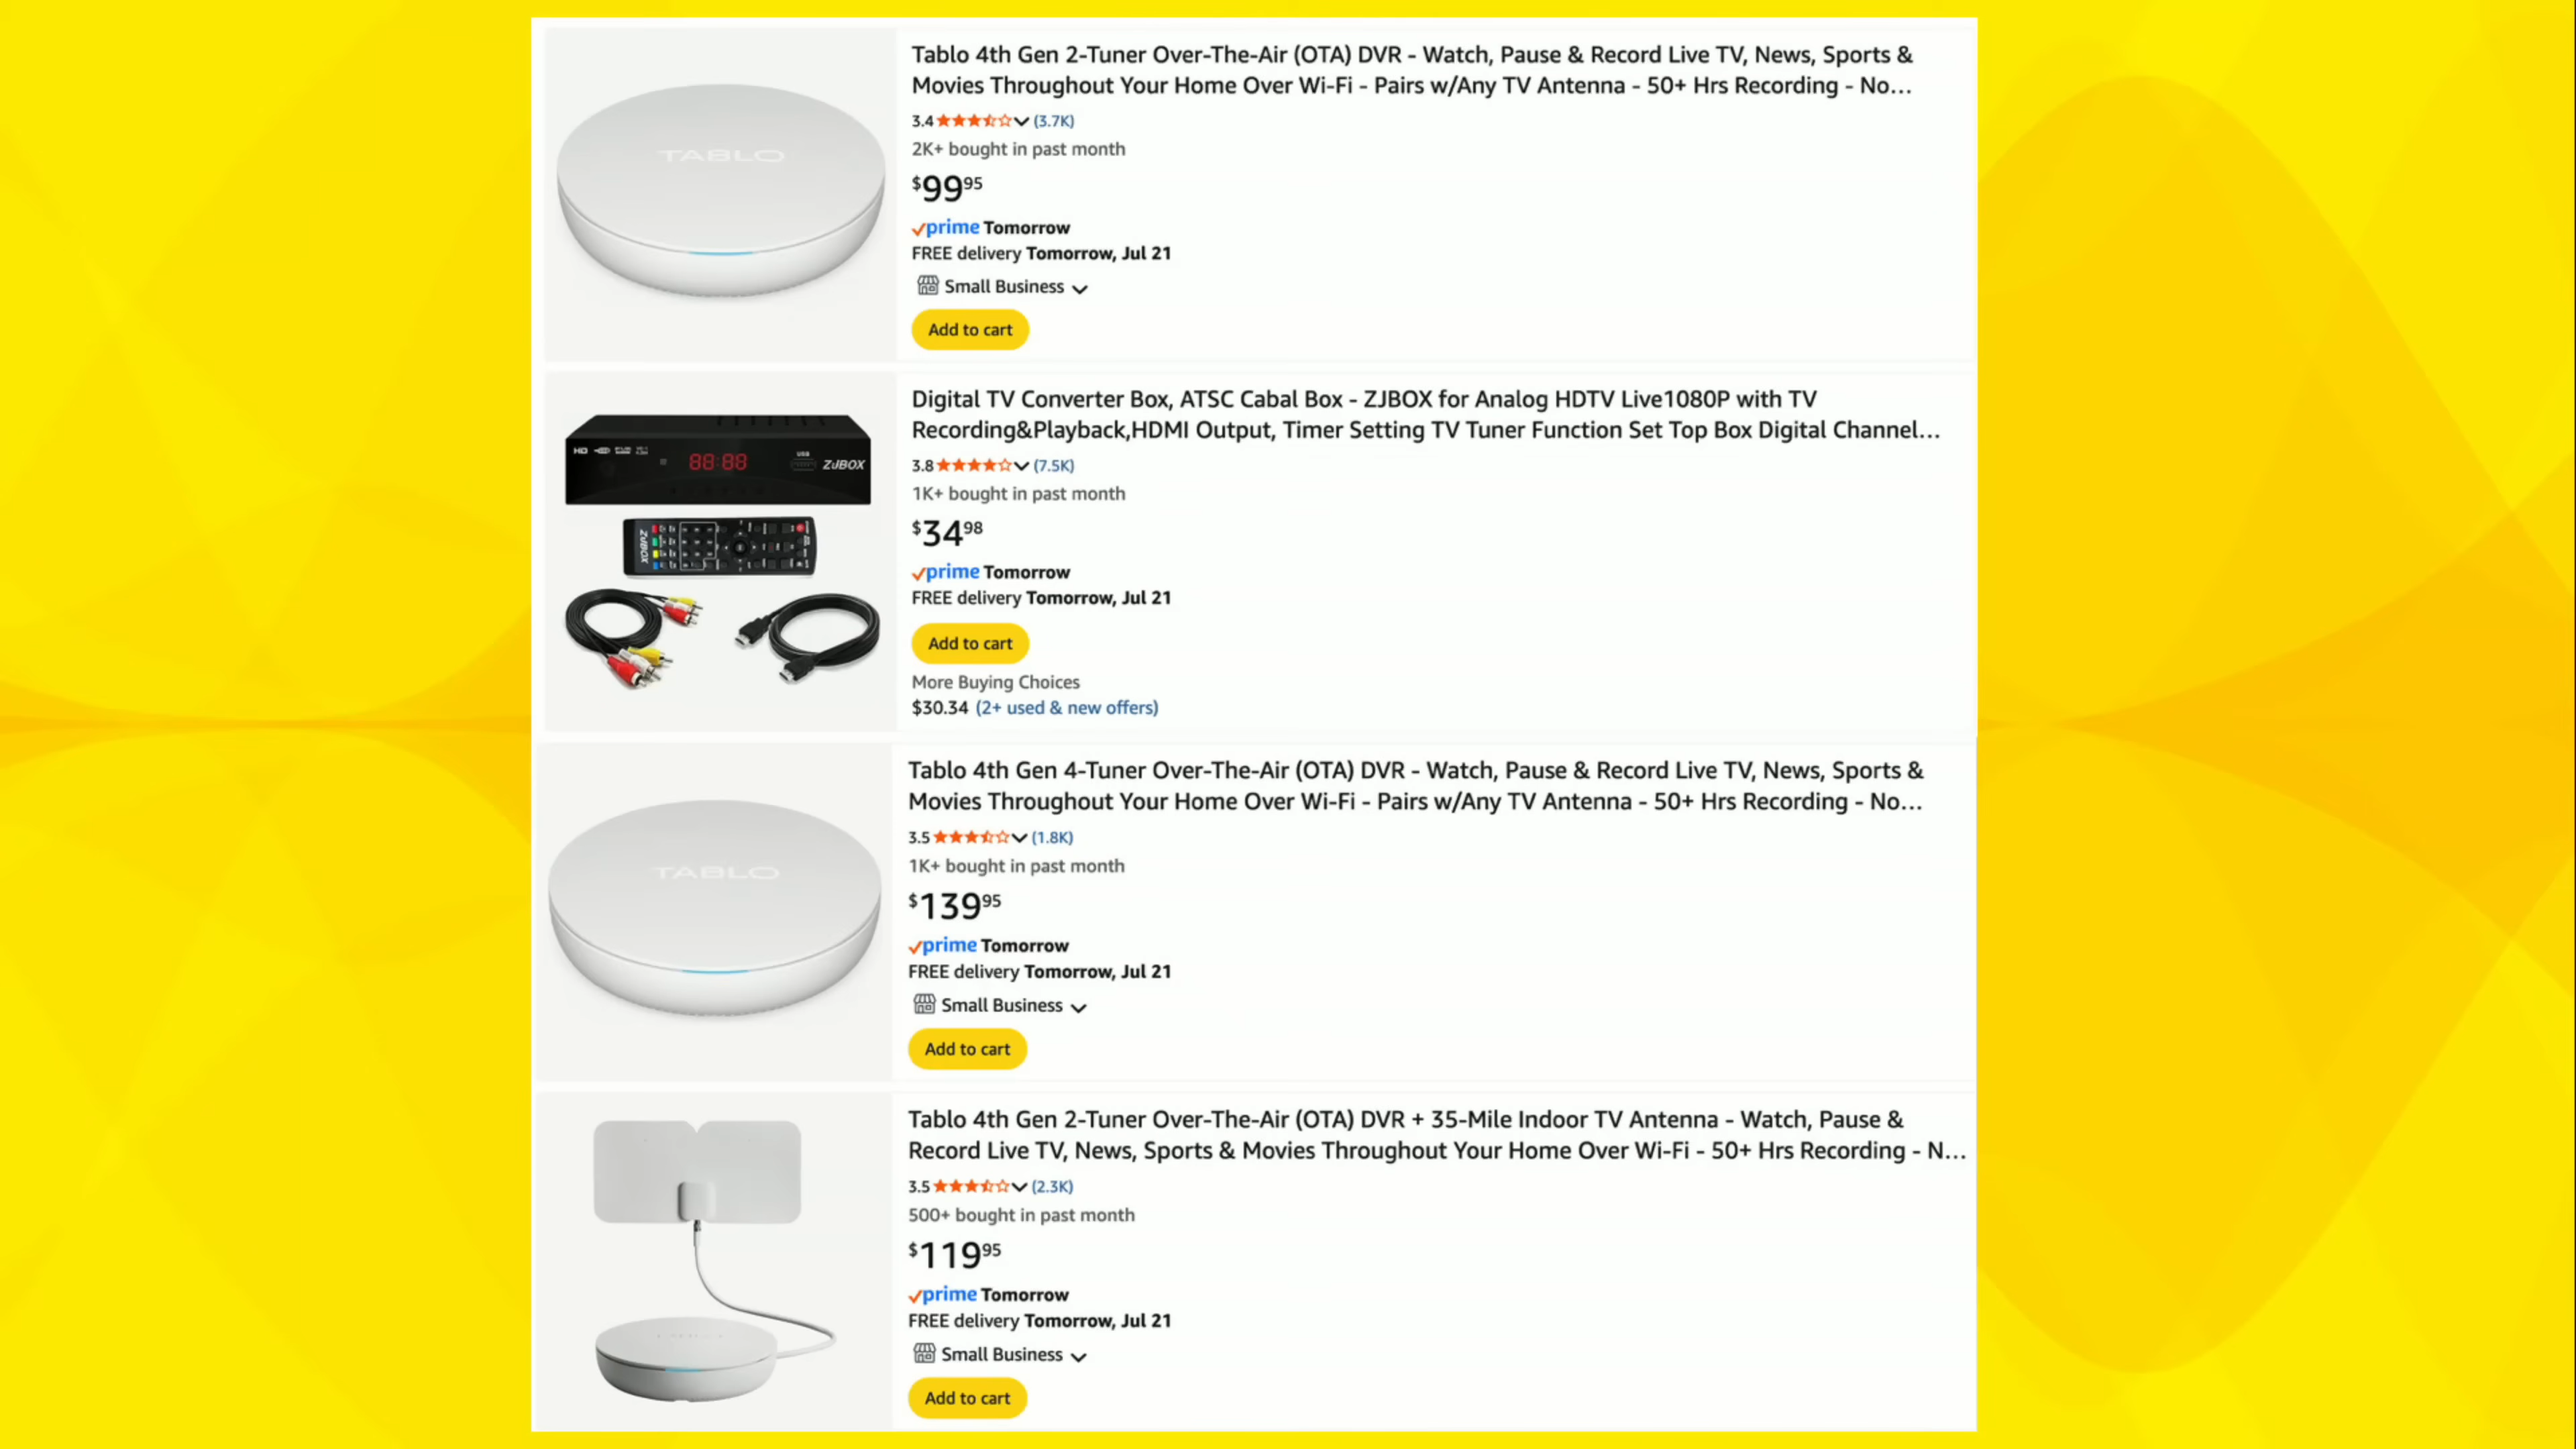 TABLO
Tablo 4th Gen 2-Tuner Over-The-Air (OTA) DVR - Watch, Pause & Record Live TV, News, Sports &
Movies Throughout Your Home Over Wi-Fi - Pairs w/Any TV Antenna - 50+ Hrs Recording - No...
3.4 (3.7K)
2K+ bought in past month
$99.95
prime Tomorrow
FREE delivery Tomorrow, Jul 21
Small Business
Add to cart
HD
USB
88:88
ZJBOX
ZJBOX
Digital TV Converter Box, ATSC Cabal Box - ZJBOX for Analog HDTV Live1080P with TV
Recording&Playback,HDMI Output, Timer Setting TV Tuner Function Set Top Box Digital Channel...
3.8 (7.5K)
1K+ bought in past month
$34.98
prime Tomorrow
FREE delivery Tomorrow, Jul 21
Add to cart
More Buying Choices
$30.34 (2+ used & new offers)
TABLO
Tablo 4th Gen 4-Tuner Over-The-Air (OTA) DVR - Watch, Pause & Record Live TV, News, Sports &
Movies Throughout Your Home Over Wi-Fi - Pairs w/Any TV Antenna - 50+ Hrs Recording - No...
3.5 (1.8K)
1K+ bought in past month
$139.95
prime Tomorrow
FREE delivery Tomorrow, Jul 21
Small Business
Add to cart
Tablo 4th Gen 2-Tuner Over-The-Air (OTA) DVR + 35-Mile Indoor TV Antenna - Watch, Pause &
Record Live TV, News, Sports & Movies Throughout Your Home Over Wi-Fi - 50+ Hrs Recording - N...
3.5 (2.3K)
500+ bought in past month
$119.95
prime Tomorrow
FREE delivery Tomorrow, Jul 21
Small Business
Add to cart